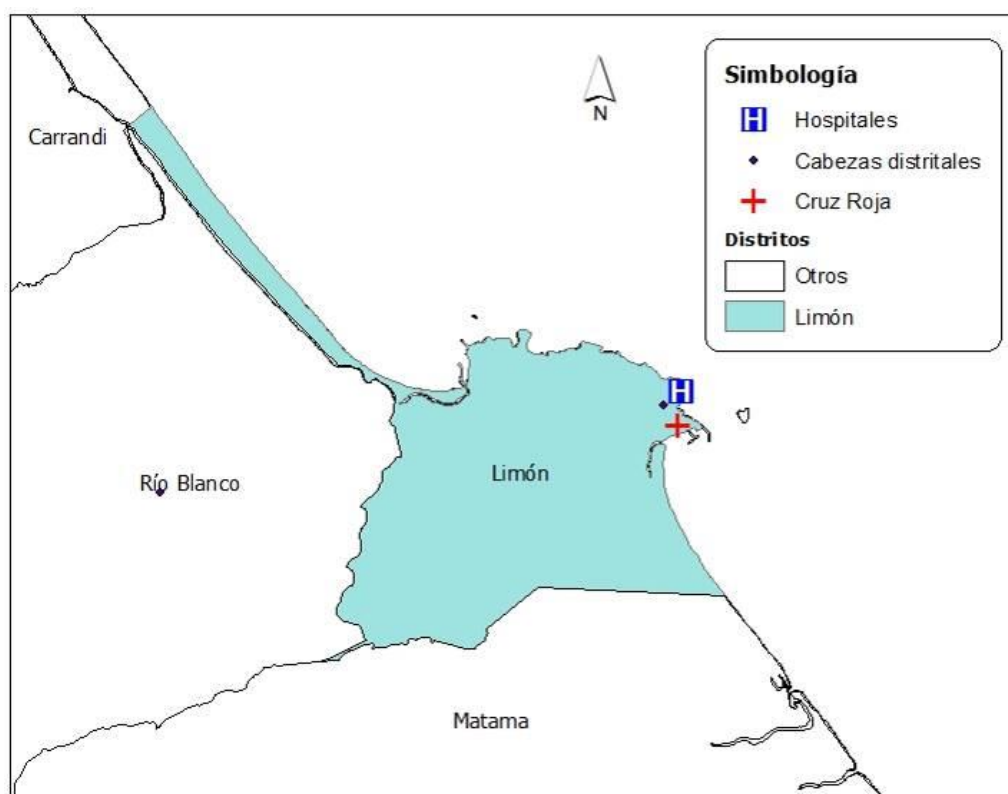 Simbología
H Hospitales
Cabezas distritales
Cruz Roja
Distritos
Otros
Limón
N
Carrandi
H
Río Blanco
Limón
Matama